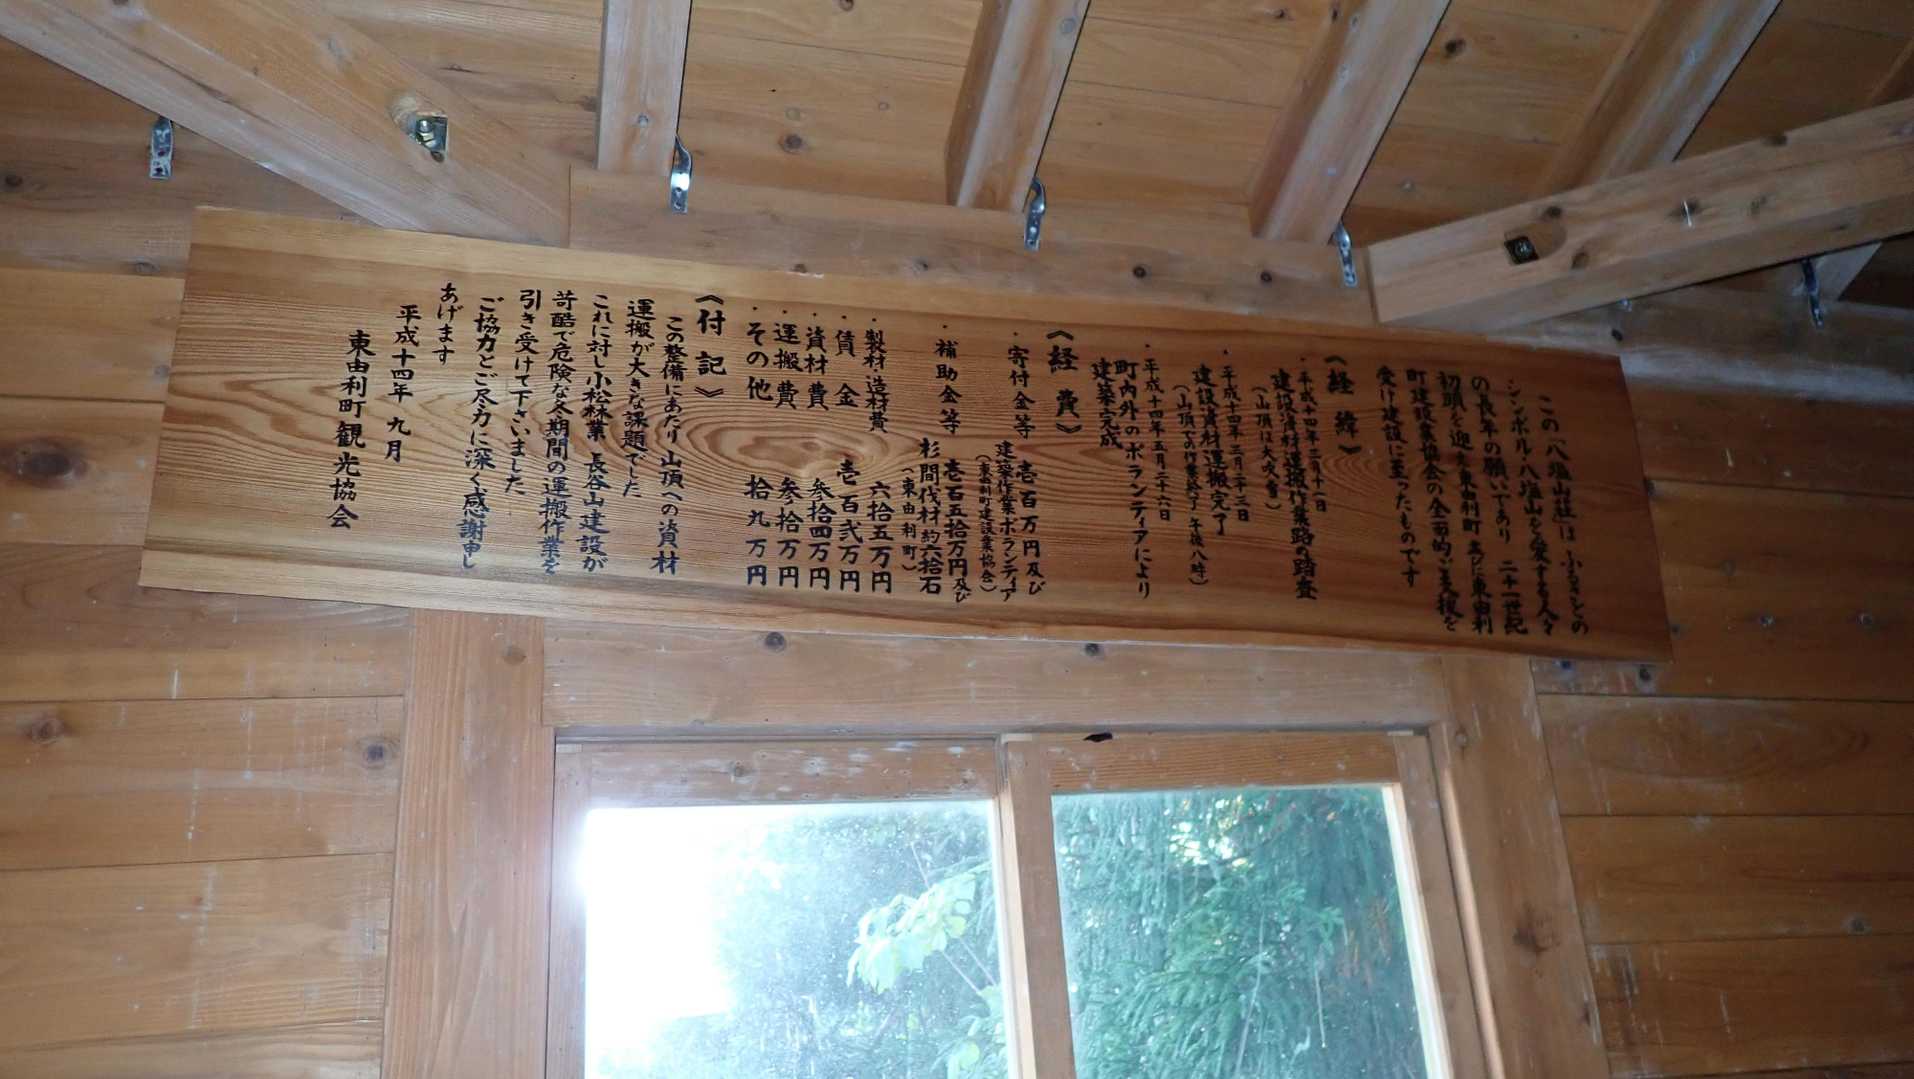 この「八塩山荘」は ふるさとの
シンボル・八塩山を愛する人々
の長年の願いであり 二十一世紀
初頭を迎え東由利町 並びに東由利
町建設業協会の全面的ご支援を
受け建設に至ったものです
《経緯》
・平成十四年三月十一日
建設資材運搬作業路の踏査
(山頂は大吹雪)
・平成十四年三月二十三日
建設資材運搬完了
(山頂での作業終了 午後八時)
・平成十四年五月二十六日
町内外のボランティアにより
建築完成
《経費》
・寄付金等 壱百万円及び
建築作業ボランティア
(東由利町建設業協会)
・補助金等 壱百五拾万円及び
杉間伐材 約六拾石
(東由利町)
・製材・造材費 六拾五万円
・賃金 壱百弐万円
・資材費 参拾四万円
・運搬費 参拾万円
・その他 拾九万円
《付記》
この整備にあたり山頂への資材
運搬が大きな課題でした
これに対し小松林業 長谷山建設が
苛酷で危険な冬期間の運搬作業を
引き受けて下さいました
ご協力とご尽力に深く感謝申し
あげます
平成十四年 九月
東由利町観光協会